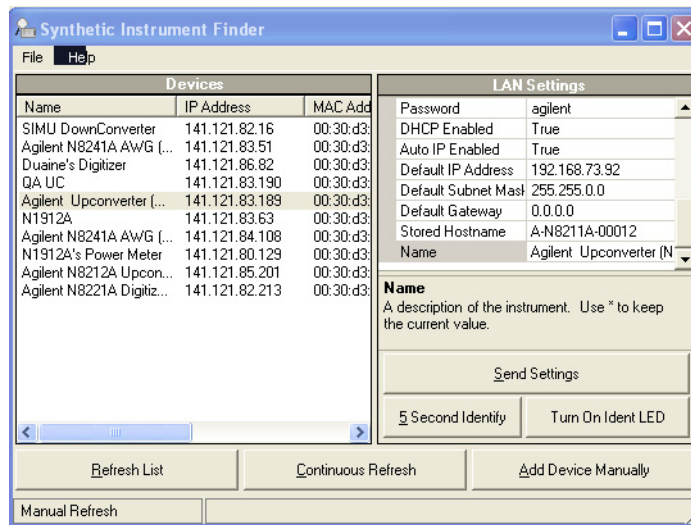 Synthetic Instrument Finder
File Help
Devices
Name IP Address MAC Add
SIMU DownConverter 141.121.82.16 00:30:d3:
Agilent N8241A AWG (... 141.121.83.51 00:30:d3:
Duaine's Digitizer 141.121.86.82 00:30:d3:
QA UC 141.121.83.190 00:30:d3:
Agilent Upconverter (... 141.121.83.189 00:30:d3:
N1912A 141.121.83.63 00:30:d3:
Agilent N8241A AWG (... 141.121.84.108 00:30:d3:
N1912A's Power Meter 141.121.80.129 00:30:d3:
Agilent N8212A Upcon... 141.121.85.201 00:30:d3:
Agilent N8221A Digitiz... 141.121.82.213 00:30:d3:
LAN Settings
Password agilent
DHCP Enabled True
Auto IP Enabled True
Default IP Address 192.168.73.92
Default Subnet Mask 255.255.0.0
Default Gateway 0.0.0.0
Stored Hostname A-N8211A-00012
Name Agilent Upconverter (N
Name
A description of the instrument. Use * to keep
the current value.
Send Settings
5 Second Identify Turn On Ident LED
Refresh List Continuous Refresh Add Device Manually
Manual Refresh